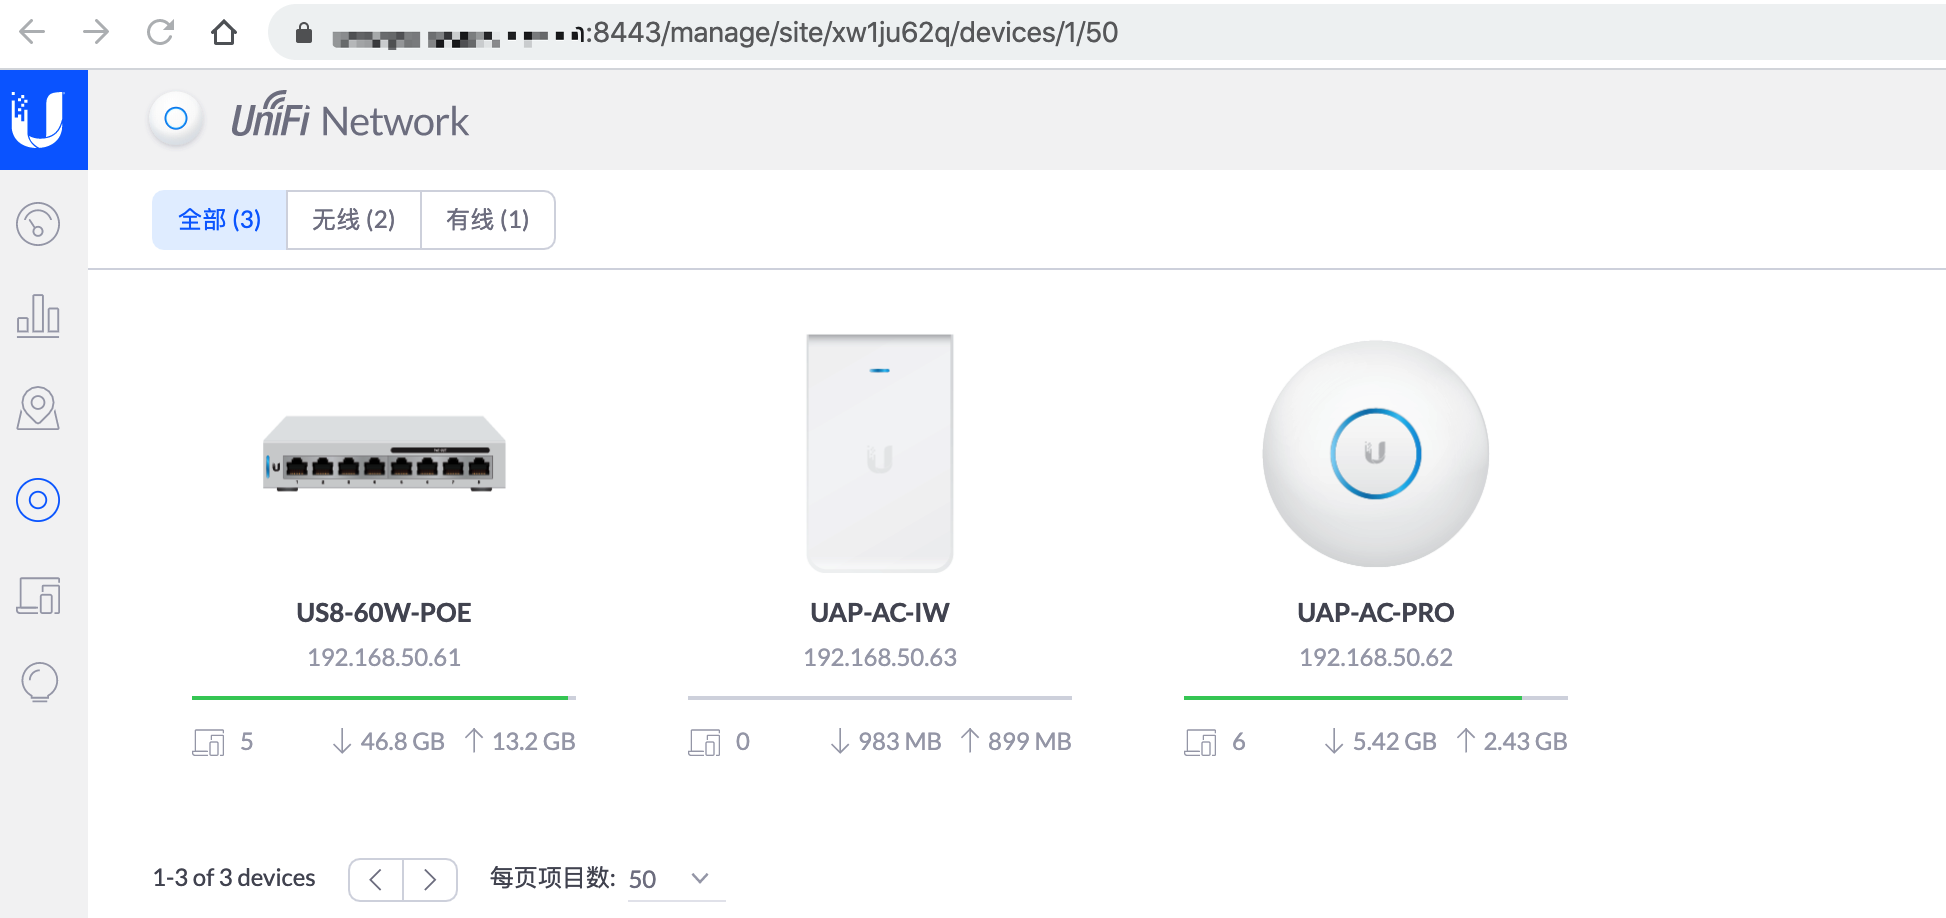 :8443/manage/site/xw1ju62q/devices/1/50
UniFi Network
全部 (3)
无线 (2)
有线 (1)
US8-60W-POE
192.168.50.61
5 ↓ 46.8 GB ↑ 13.2 GB
UAP-AC-IW
192.168.50.63
0 ↓ 983 MB ↑ 899 MB
UAP-AC-PRO
192.168.50.62
6 ↓ 5.42 GB ↑ 2.43 GB
1-3 of 3 devices
每页项目数: 50